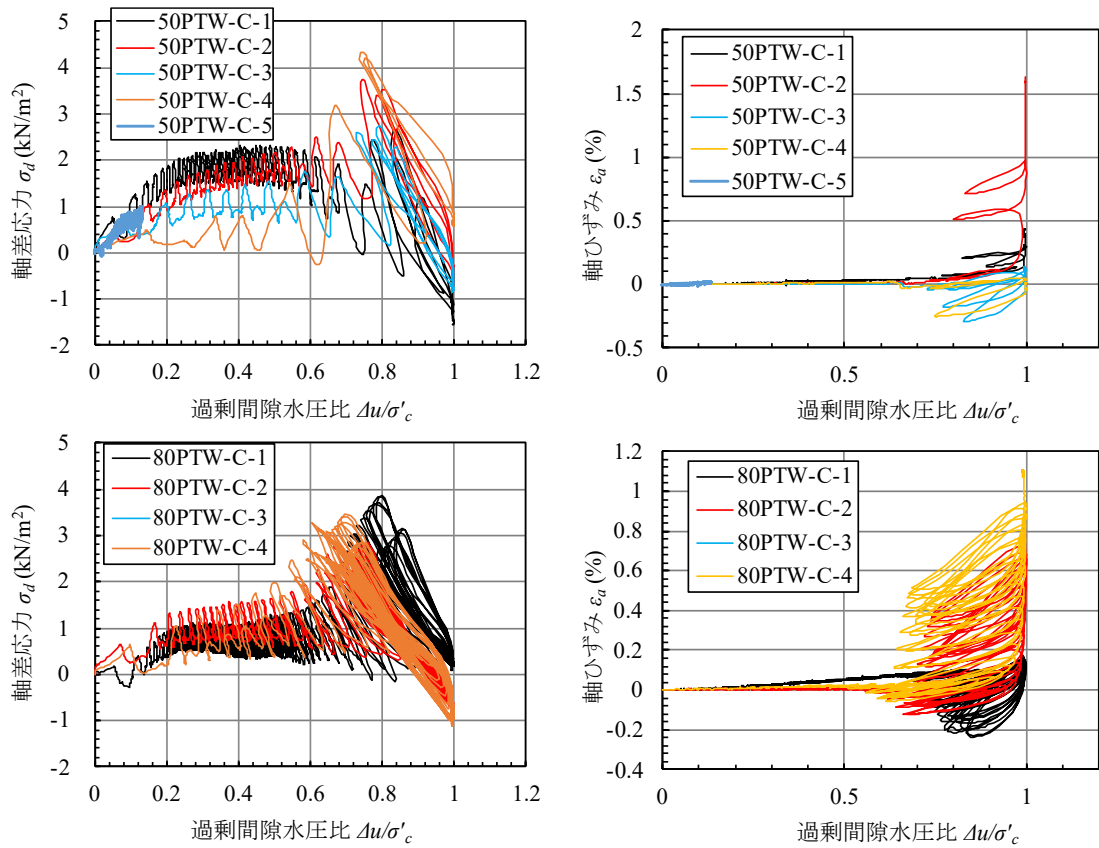 5
4
3
2
1
0
-1
-2
軸差応力 σd (kN/m²)
50PTW-C-1
50PTW-C-2
50PTW-C-3
50PTW-C-4
50PTW-C-5
0 0.2 0.4 0.6 0.8 1 1.2
過剰間隙水圧比 Δu/σ'c
2
1.5
1
0.5
0
-0.5
軸ひずみ εa (%)
50PTW-C-1
50PTW-C-2
50PTW-C-3
50PTW-C-4
50PTW-C-5
0 0.5 1
過剰間隙水圧比 Δu/σ'c
5
4
3
2
1
0
-1
-2
軸差応力 σd (kN/m²)
80PTW-C-1
80PTW-C-2
80PTW-C-3
80PTW-C-4
0 0.2 0.4 0.6 0.8 1 1.2
過剰間隙水圧比 Δu/σ'c
1.2
1
0.8
0.6
0.4
0.2
0
-0.2
-0.4
軸ひずみ εa (%)
80PTW-C-1
80PTW-C-2
80PTW-C-3
80PTW-C-4
0 0.5 1
過剰間隙水圧比 Δu/σ'c